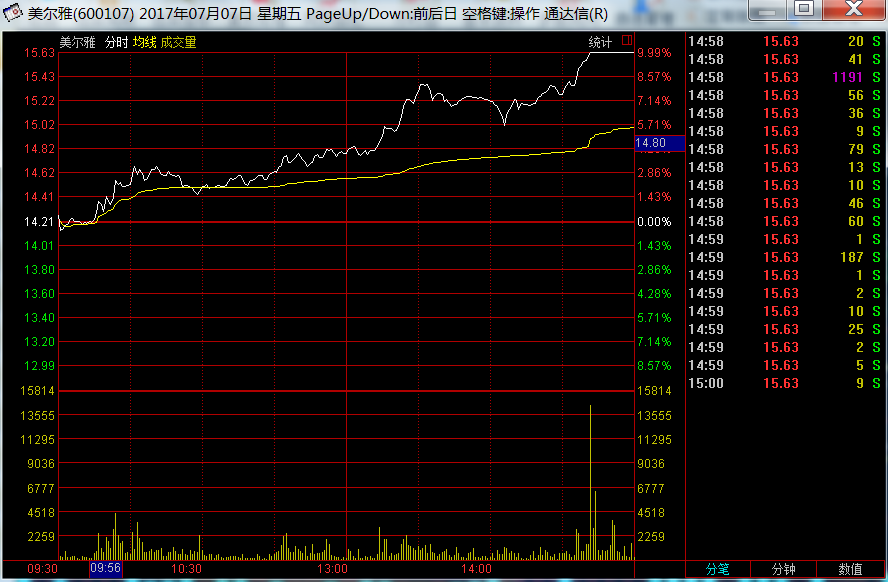 美尔雅(600107) 2017年07月07日 星期五 PageUp/Down:前后日 空格键:操作 通达信(R)
美尔雅 分时 均线 成交量 统计
15.63 9.99%
15.43 8.57%
15.22 7.14%
15.02 5.71%
14.80
14.82
14.62 2.86%
14.41 1.43%
14.21 0.00%
14.01 1.43%
13.80 2.86%
13.60 4.28%
13.40 5.71%
13.20 7.14%
12.99 8.57%
15814 15814
13555 13555
11295 11295
9036 9036
6777 6777
4518 4518
2259 2259
09:30 09:56 10:30 13:00 14:00
14:58 15.63 20 S
14:58 15.63 41 S
14:58 15.63 1191 S
14:58 15.63 56 S
14:58 15.63 36 S
14:58 15.63 9 S
14:58 15.63 79 S
14:58 15.63 13 S
14:58 15.63 10 S
14:58 15.63 46 S
14:58 15.63 60 S
14:59 15.63 1 S
14:59 15.63 187 S
14:59 15.63 1 S
14:59 15.63 2 S
14:59 15.63 10 S
14:59 15.63 25 S
14:59 15.63 2 S
14:59 15.63 5 S
15:00 15.63 9 S
分笔 分钟 数值